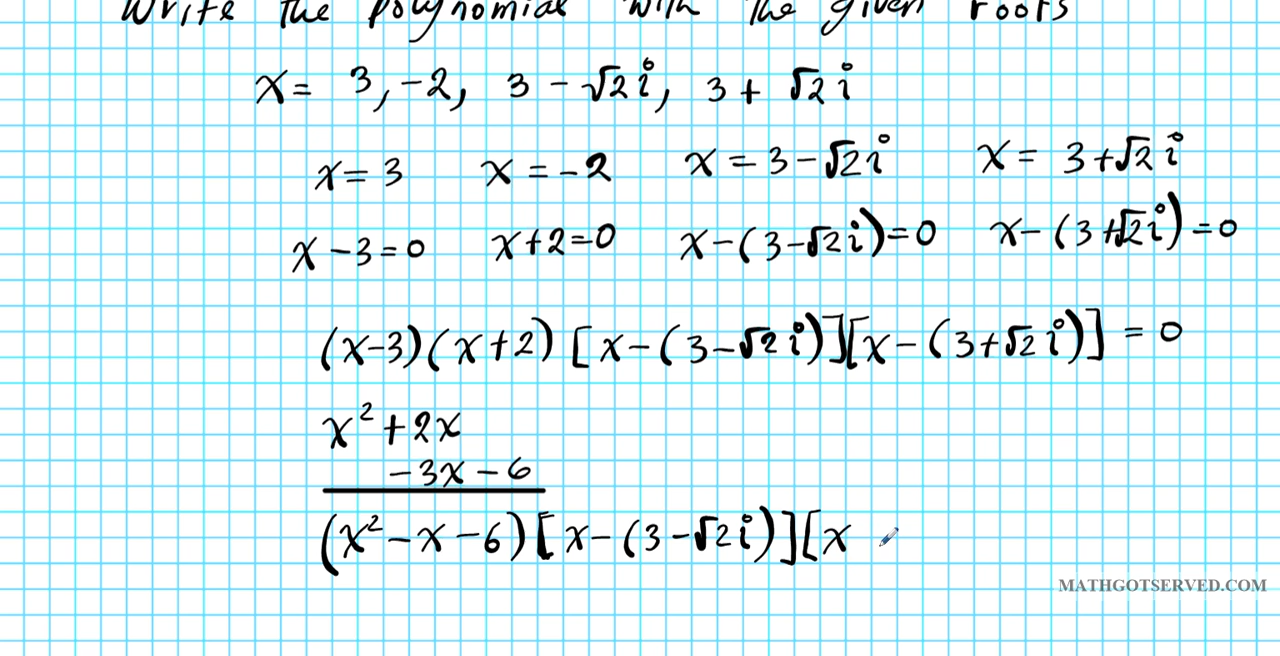 Write the polynomial with the given roots
x = 3, -2, 3 - √2 i, 3 + √2 i
x = 3 x = -2 x = 3 - √2 i x = 3 + √2 i
x - 3 = 0 x + 2 = 0 x - (3 - √2 i) = 0 x - (3 + √2 i) = 0
(x - 3)(x + 2)[x - (3 - √2 i)][x - (3 + √2 i)] = 0
x² + 2x
- 3x - 6
(x² - x - 6)[x - (3 - √2 i)][x
MATHGOTSERVED.COM